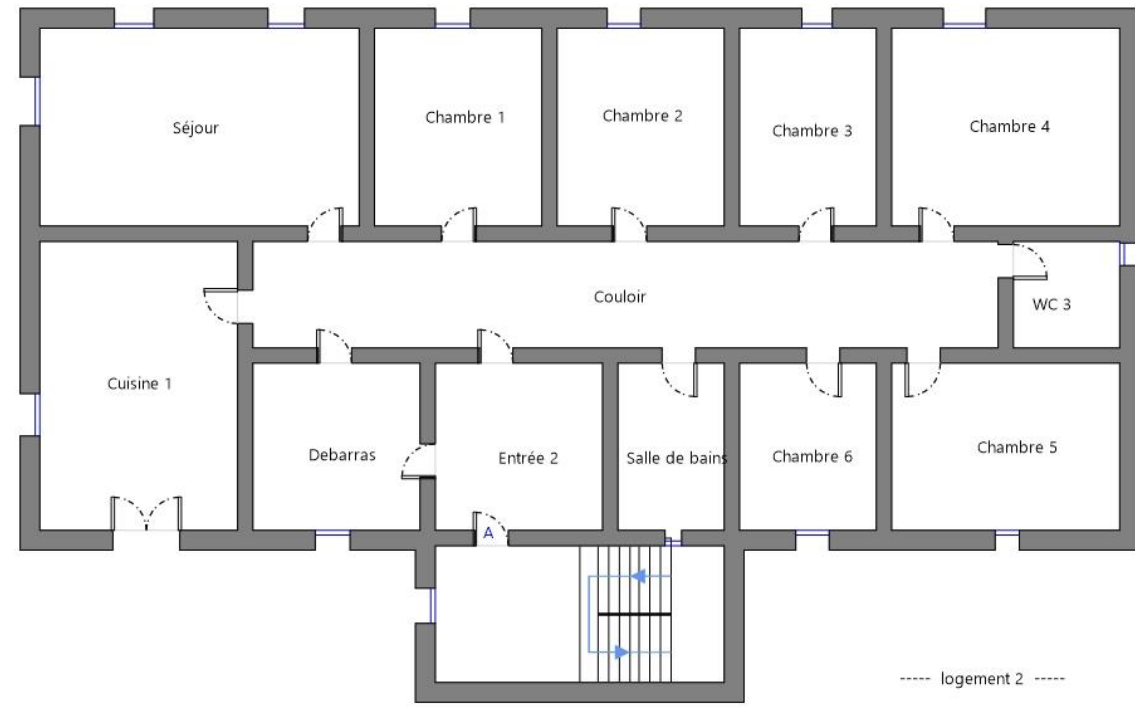 Séjour
Chambre 1
Chambre 2
Chambre 3
Chambre 4
Couloir
WC 3
Cuisine 1
Debarras
Entrée 2
Salle de bains
Chambre 6
Chambre 5
A
----- logement 2 -----